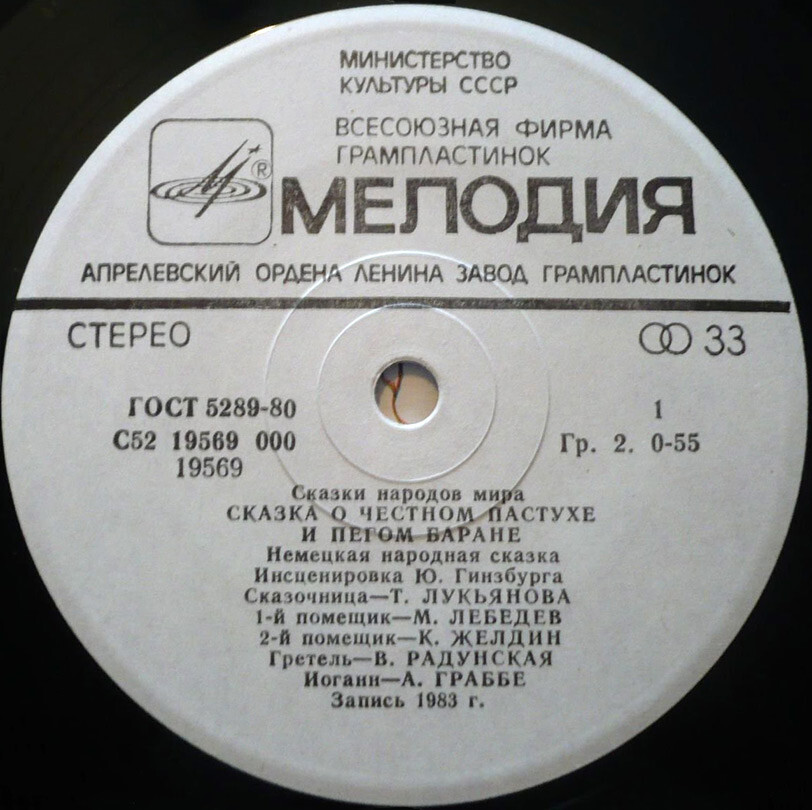 МИНИСТЕРСТВО
КУЛЬТУРЫ СССР
ВСЕСОЮЗНАЯ ФИРМА
ГРАМПЛАСТИНОК
®
МЕЛОДИЯ
АПРЕЛЕВСКИЙ ОРДЕНА ЛЕНИНА ЗАВОД ГРАМПЛАСТИНОК
СТЕРЕО
33
ГОСТ 5289-80
1
С52 19569 000
Гр. 2. 0-55
19569
Сказки народов мира
СКАЗКА О ЧЕСТНОМ ПАСТУХЕ
И ПЕГОМ БАРАНЕ
Немецкая народная сказка
Инсценировка Ю. Гинзбурга
Сказочница—Т. ЛУКЬЯНОВА
1-й помещик—М. ЛЕБЕДЕВ
2-й помещик—К. ЖЕЛДИН
Гретель—В. РАДУНСКАЯ
Иоганн—А. ГРАББЕ
Запись 1983 г.